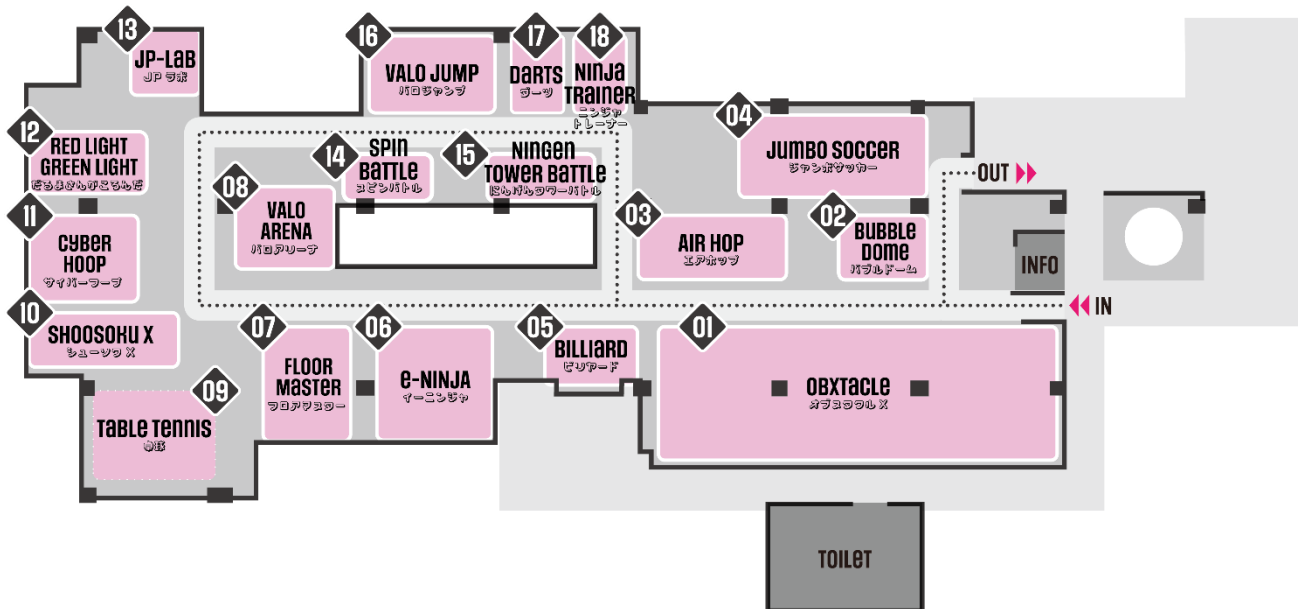 13
JP-LAB
JP ラボ
16
VALO JUMP
バロジャンプ
17
DARTS
ダーツ
18
NINJA
TRAINER
ニンジャ
トレーナー
04
JUMBO SOCCER
ジャンボサッカー
12
RED LIGHT
GREEN LIGHT
だるまさんがころんだ
14
SPIN
BATTLE
スピンバトル
15
NINGEN
TOWER BATTLE
にんげんタワーバトル
OUT
08
VALO
ARENA
バロアリーナ
11
CYBER
HOOP
サイバーフープ
03
AIR HOP
エアホップ
02
BUBBLE
DOME
バブルドーム
INFO
IN
10
SHOOSOKU X
シューソク X
07
FLOOR
MASTER
フロアマスター
06
e-NINJA
イーニンジャ
05
BILLIARD
ビリヤード
01
OBXTACLE
オブスタクル X
09
TABLE TENNIS
卓球
TOILET